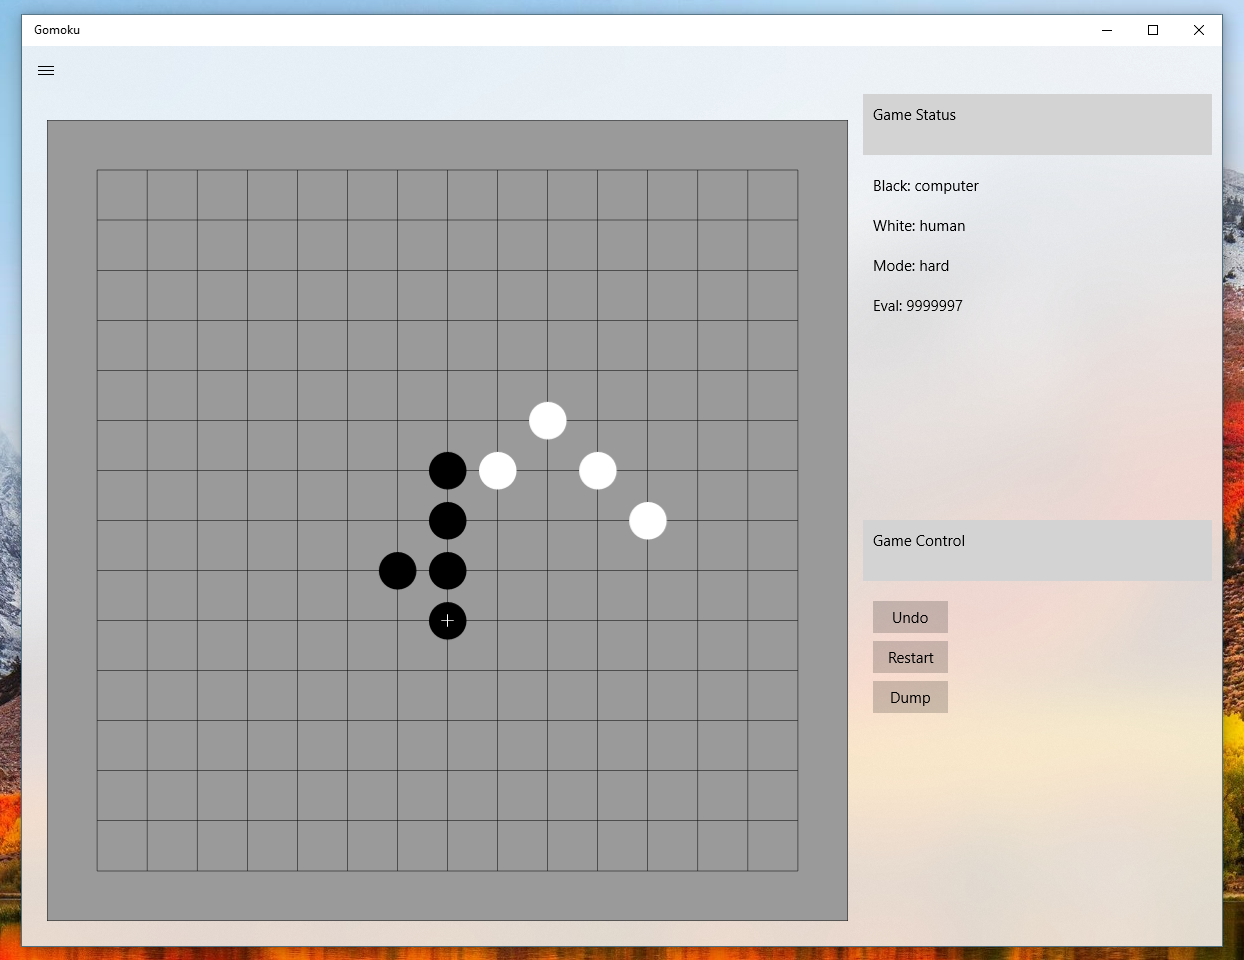 Gomoku
Game Status
Black: computer
White: human
Mode: hard
Eval: 9999997
Game Control
Undo
Restart
Dump